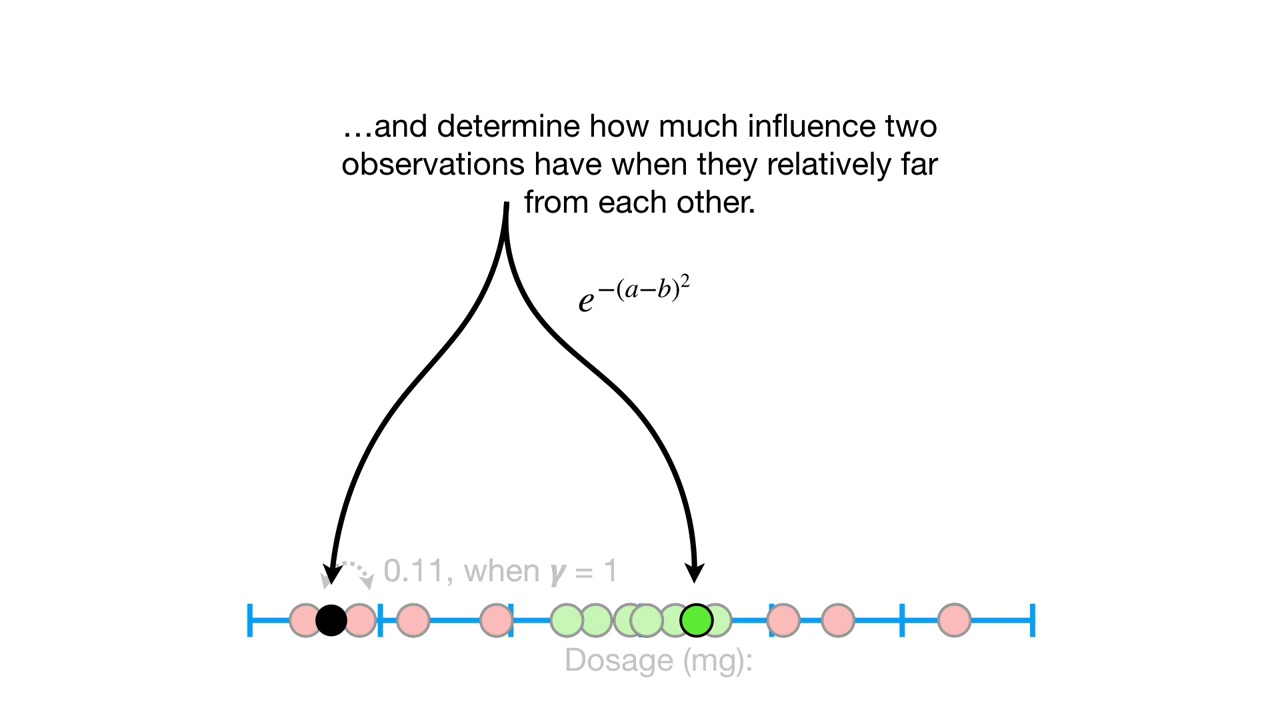 …and determine how much influence two
observations have when they relatively far
from each other.
e^{−(a−b)^2}
0.11, when γ = 1
Dosage (mg):